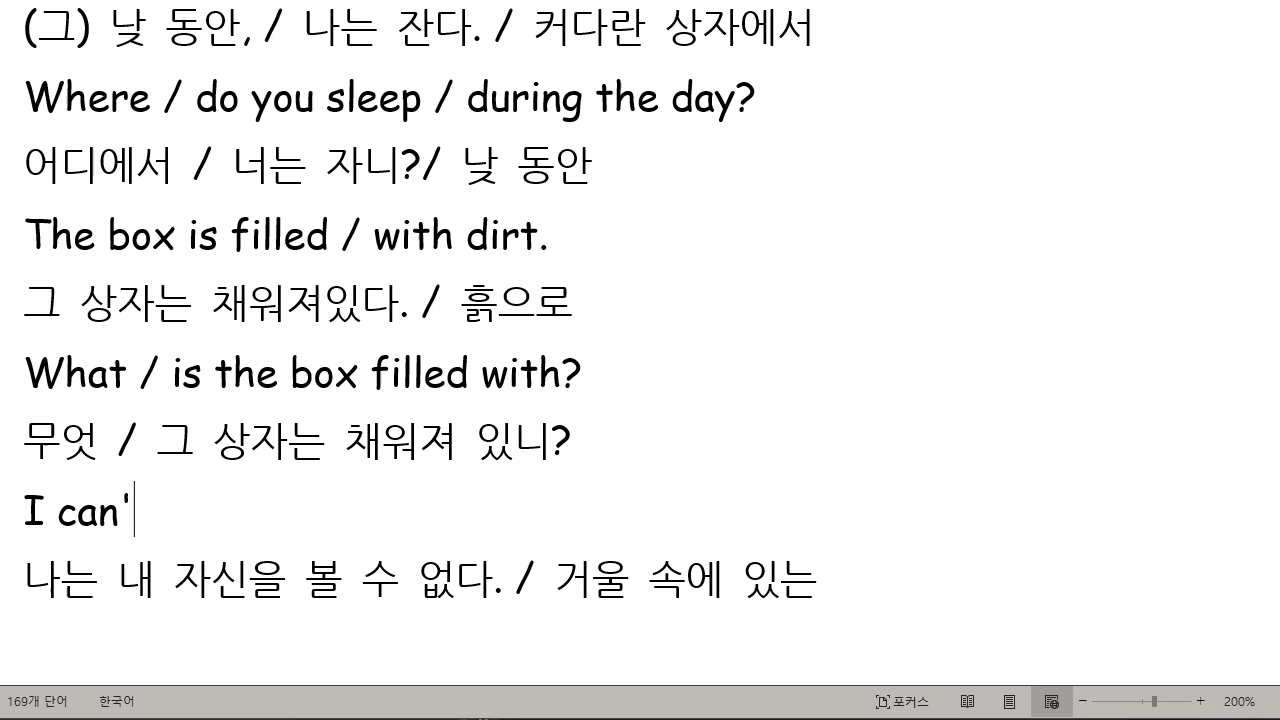 (그) 낮 동안, / 나는 잔다. / 커다란 상자에서
Where / do you sleep / during the day?
어디에서 / 너는 자니?/ 낮 동안
The box is filled / with dirt.
그 상자는 채워져있다. / 흙으로
What / is the box filled with?
무엇 / 그 상자는 채워져 있니?
I can'
나는 내 자신을 볼 수 없다. / 거울 속에 있는
169개 단어 한국어 포커스 − + 200%